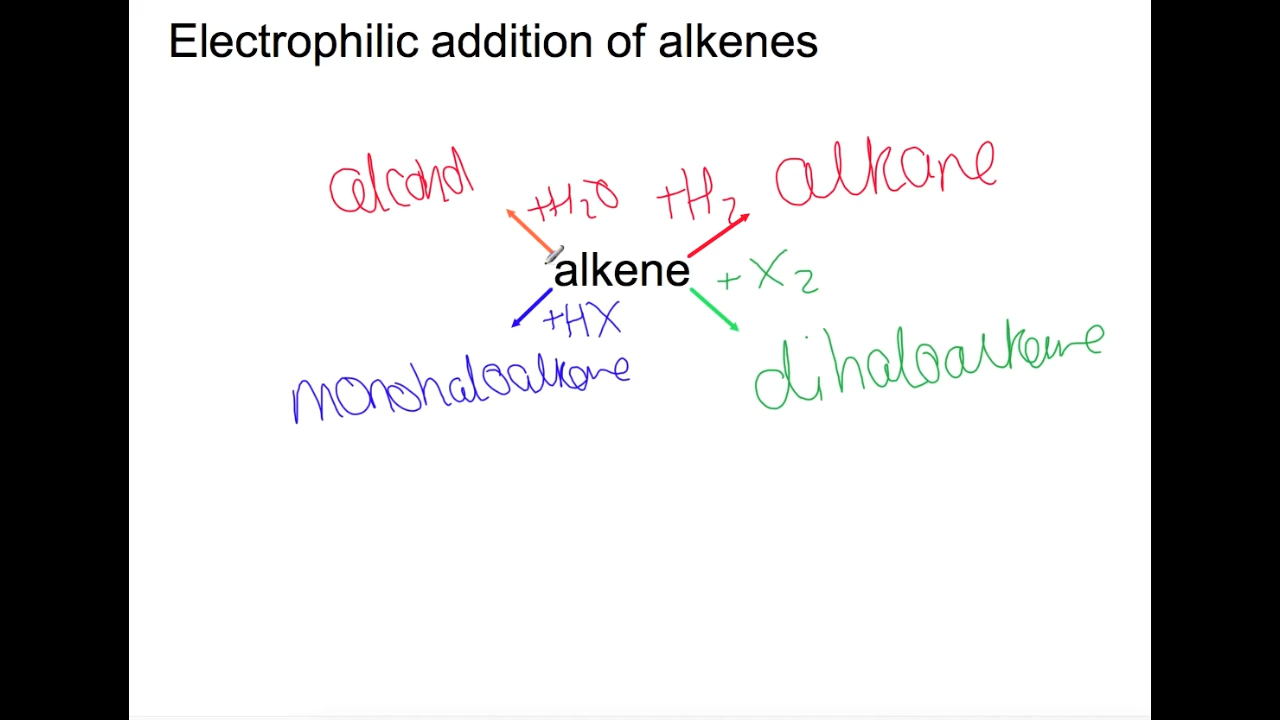 Electrophilic addition of alkenes
alcohol +H2O +H2 alkane
alkene +X2
+HX
monohaloalkane dihaloalkane